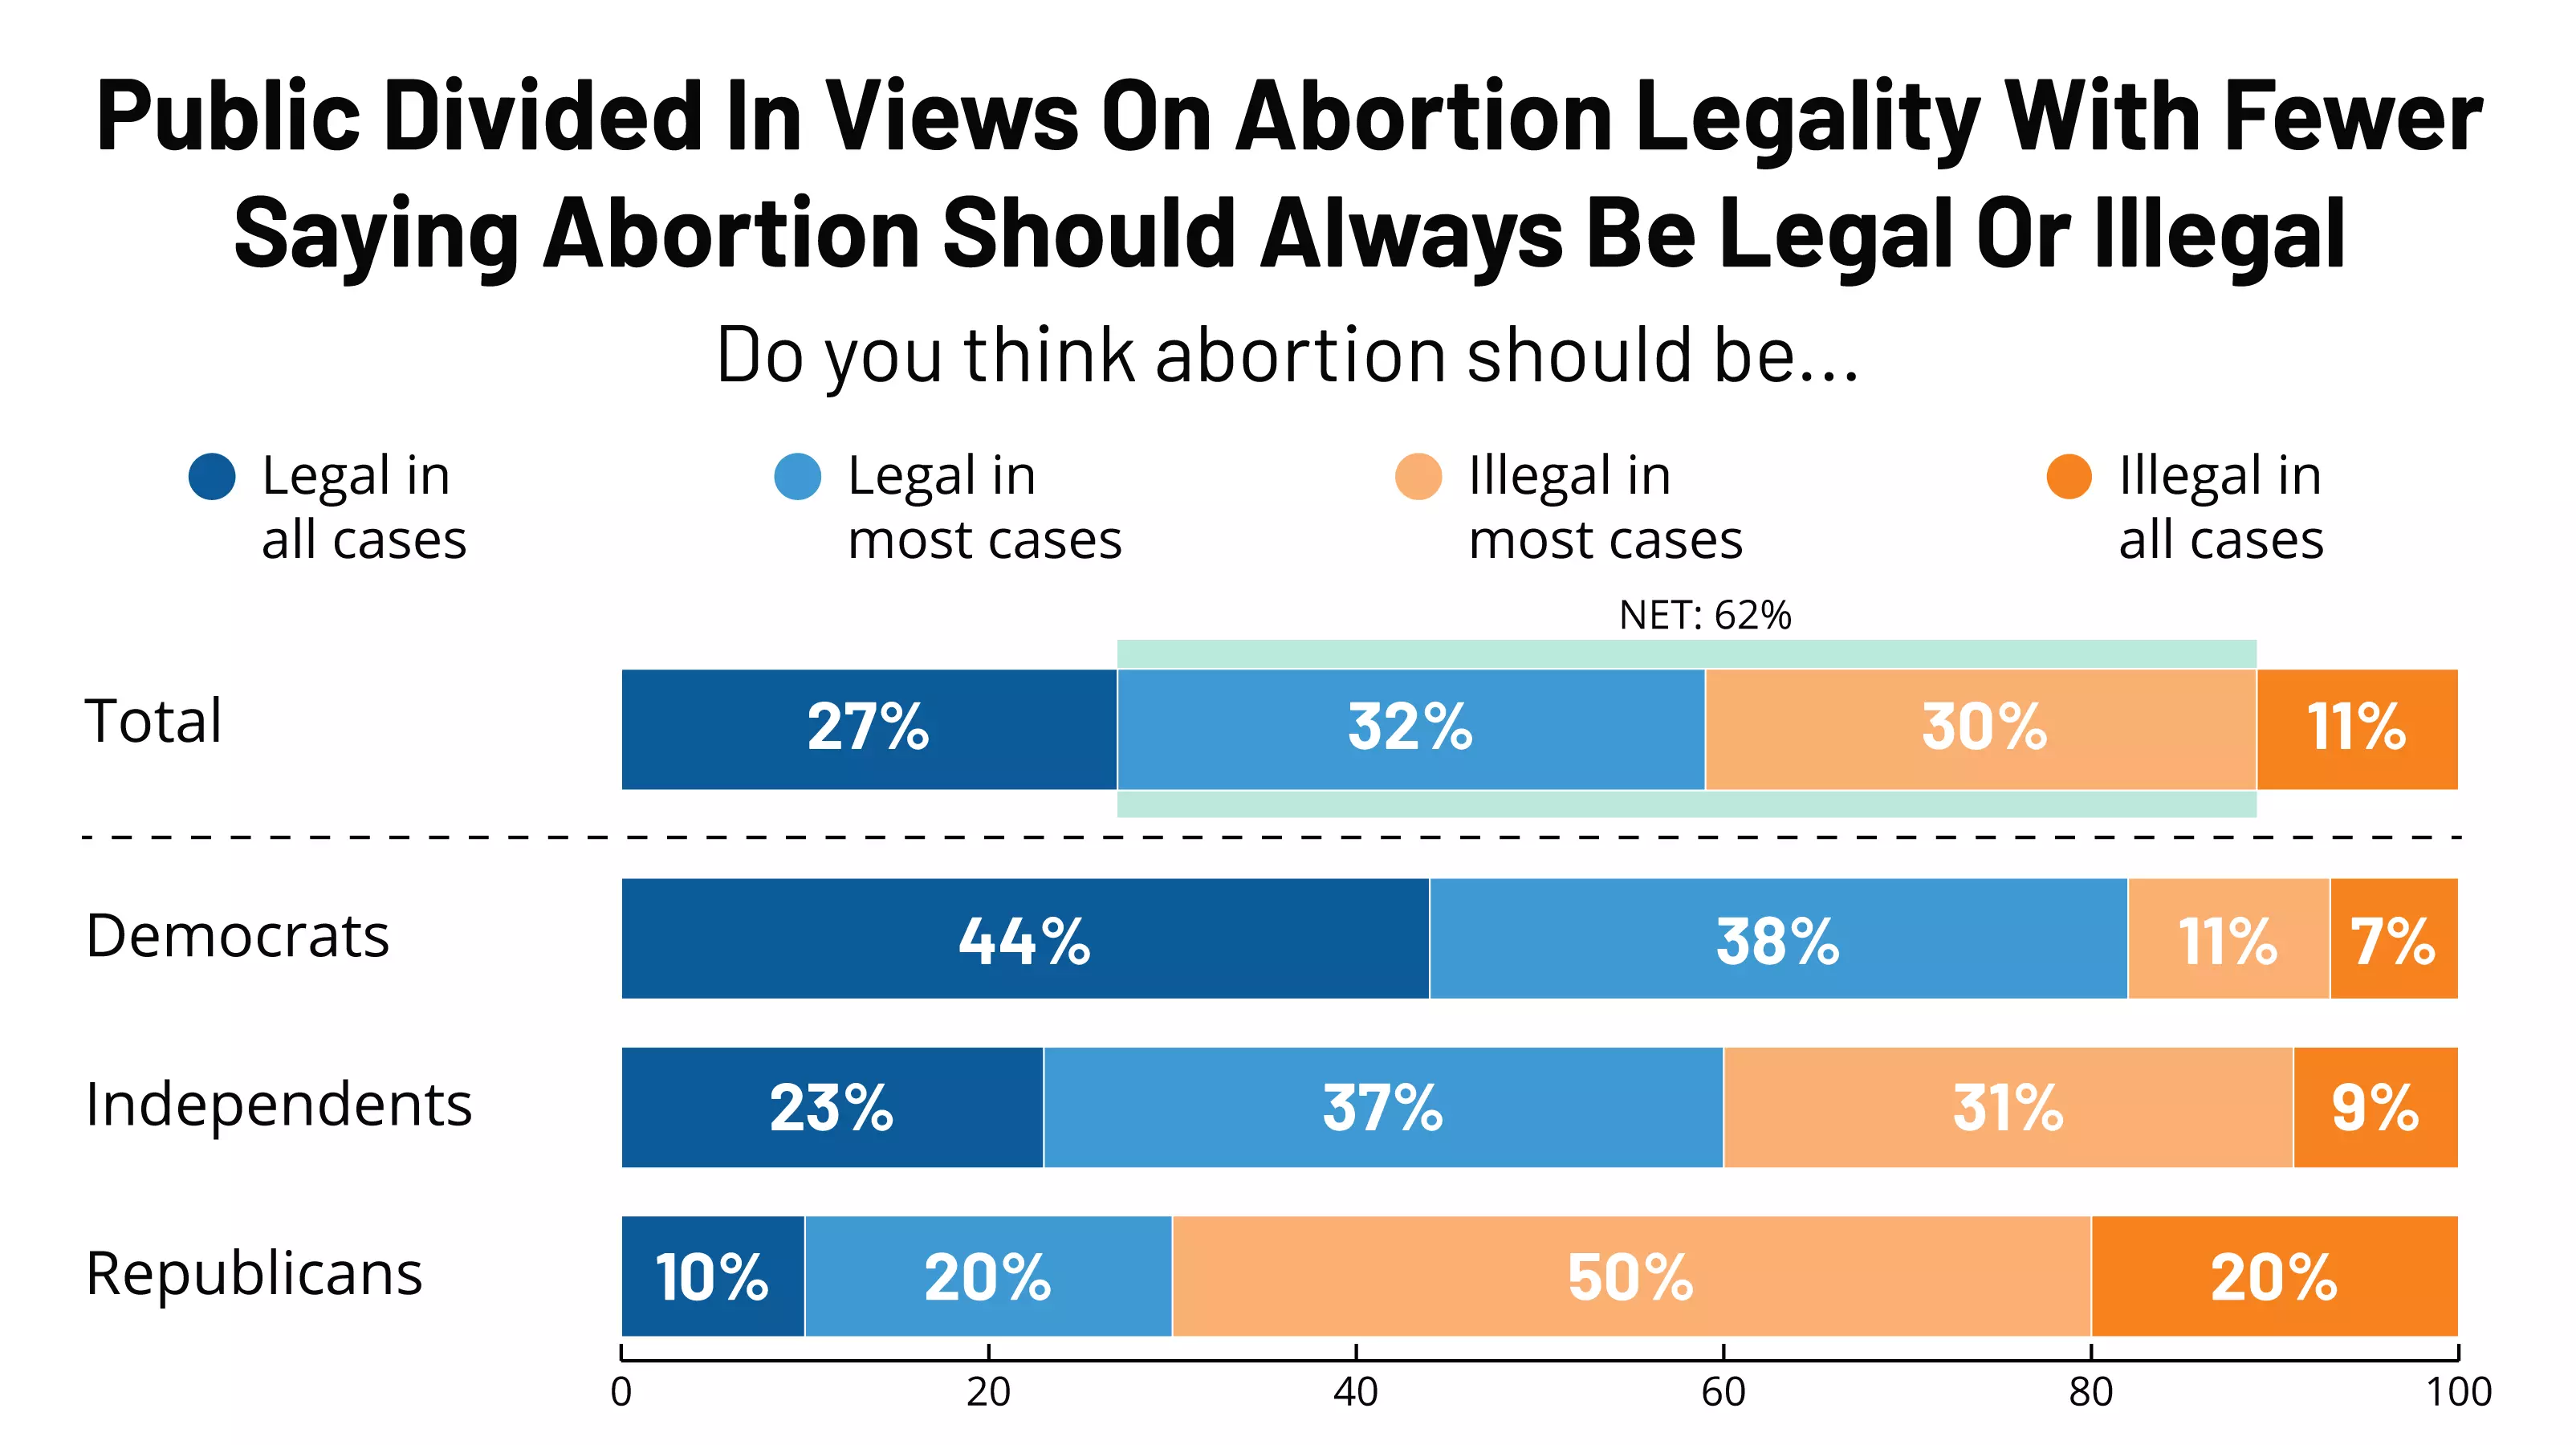 Public Divided In Views On Abortion Legality With Fewer
Saying Abortion Should Always Be Legal Or Illegal
Do you think abortion should be...
Legal in
all cases
Legal in
most cases
Illegal in
most cases
Illegal in
all cases
NET: 62%
Total 27% 32% 30% 11%
Democrats 44% 38% 11% 7%
Independents 23% 37% 31% 9%
Republicans 10% 20% 50% 20%
0 20 40 60 80 100